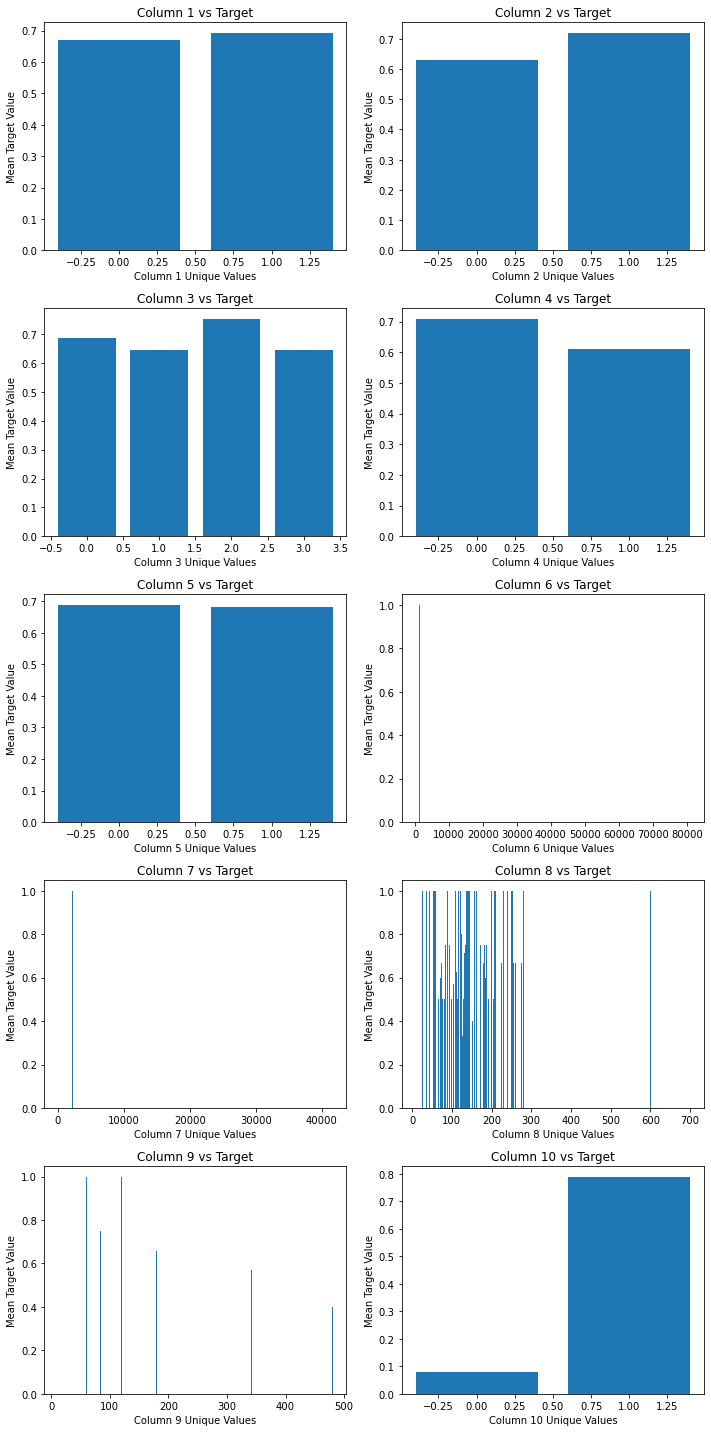 Column 1 vs Target
0.7
0.6
0.5
0.4
0.3
0.2
0.1
0.0
Mean Target Value
−0.25 0.00 0.25 0.50 0.75 1.00 1.25
Column 1 Unique Values
Column 2 vs Target
0.7
0.6
0.5
0.4
0.3
0.2
0.1
0.0
Mean Target Value
−0.25 0.00 0.25 0.50 0.75 1.00 1.25
Column 2 Unique Values
Column 3 vs Target
0.7
0.6
0.5
0.4
0.3
0.2
0.1
0.0
Mean Target Value
−0.5 0.0 0.5 1.0 1.5 2.0 2.5 3.0 3.5
Column 3 Unique Values
Column 4 vs Target
0.7
0.6
0.5
0.4
0.3
0.2
0.1
0.0
Mean Target Value
−0.25 0.00 0.25 0.50 0.75 1.00 1.25
Column 4 Unique Values
Column 5 vs Target
0.7
0.6
0.5
0.4
0.3
0.2
0.1
0.0
Mean Target Value
−0.25 0.00 0.25 0.50 0.75 1.00 1.25
Column 5 Unique Values
Column 6 vs Target
1.0
0.8
0.6
0.4
0.2
0.0
Mean Target Value
0 10000 20000 30000 40000 50000 60000 70000 80000
Column 6 Unique Values
Column 7 vs Target
1.0
0.8
0.6
0.4
0.2
0.0
Mean Target Value
0 10000 20000 30000 40000
Column 7 Unique Values
Column 8 vs Target
1.0
0.8
0.6
0.4
0.2
0.0
Mean Target Value
0 100 200 300 400 500 600 700
Column 8 Unique Values
Column 9 vs Target
1.0
0.8
0.6
0.4
0.2
0.0
Mean Target Value
0 100 200 300 400 500
Column 9 Unique Values
Column 10 vs Target
0.8
0.7
0.6
0.5
0.4
0.3
0.2
0.1
0.0
Mean Target Value
−0.25 0.00 0.25 0.50 0.75 1.00 1.25
Column 10 Unique Values